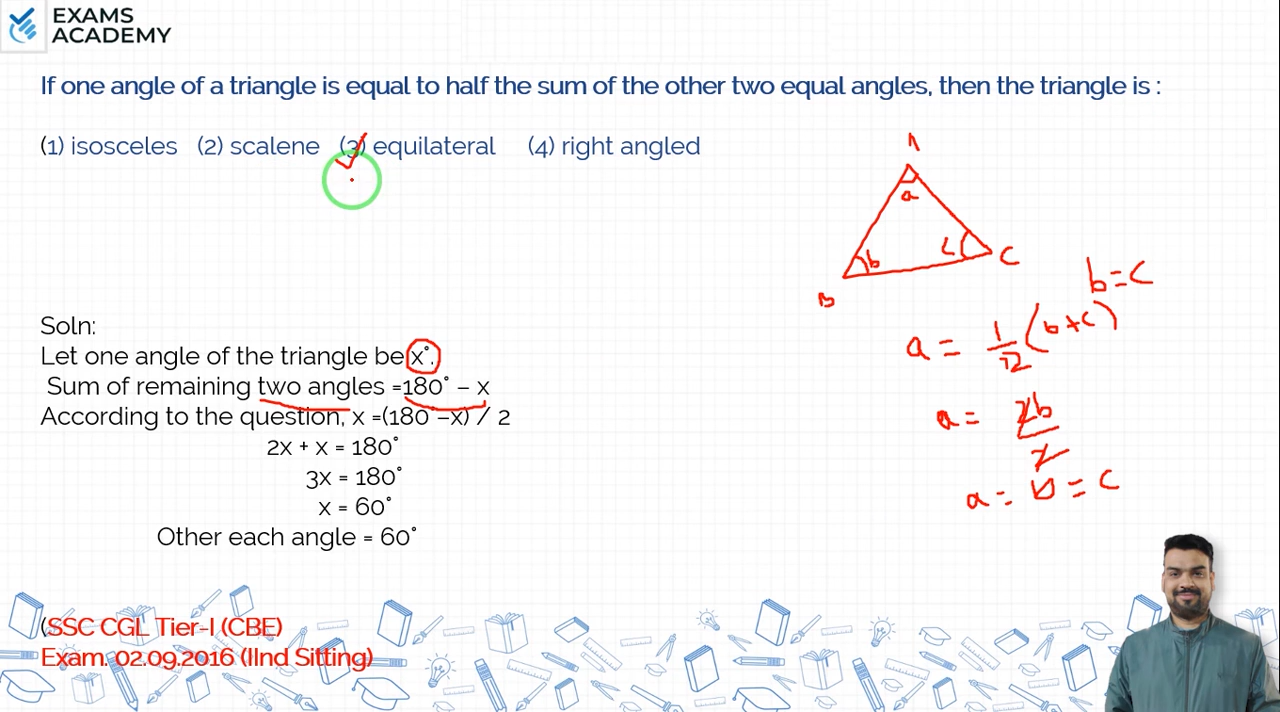 EXAMS
ACADEMY
If one angle of a triangle is equal to half the sum of the other two equal angles, then the triangle is :
(1) isosceles (2) scalene (3) equilateral (4) right angled
A
a
b
c
B
C
b=c
a = 1/2 (b+c)
a = 2b/2
a = b = c
Soln:
Let one angle of the triangle be x°.
Sum of remaining two angles =180° – x
According to the question, x =(180°–x) / 2
2x + x = 180°
3x = 180°
x = 60°
Other each angle = 60°
(SSC CGL Tier-I (CBE)
Exam. 02.09.2016 (IInd Sitting)